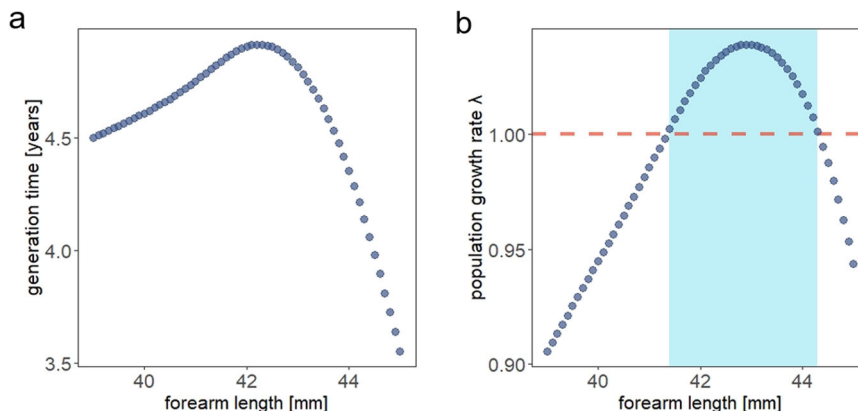 a
generation time [years]
4.5
4.0
3.5
40
42
44
forearm length [mm]
b
population growth rate λ
1.00
0.95
0.90
40
42
44
forearm length [mm]